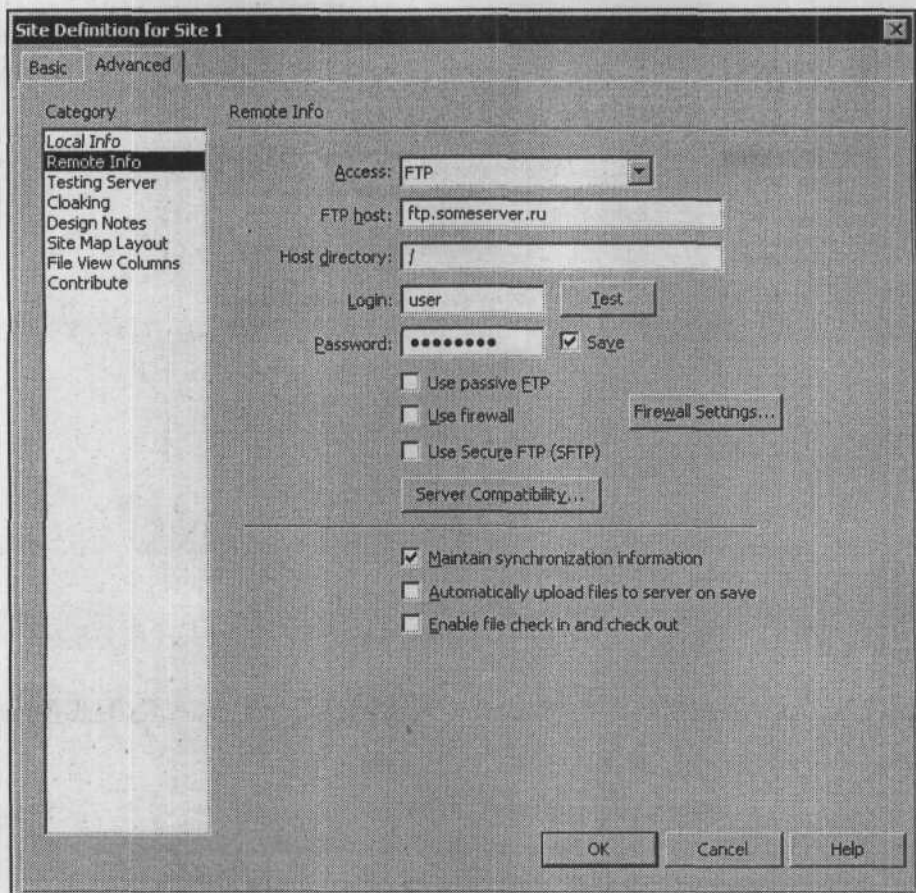 Site Definition for Site 1
Basic Advanced
Category
Local Info
Remote Info
Testing Server
Cloaking
Design Notes
Site Map Layout
File View Columns
Contribute
Remote Info
Access: FTP
FTP host: ftp.someserver.ru
Host directory: /
Login: user Test
Password: •••••••• Save
Use passive FTP
Use firewall Firewall Settings...
Use Secure FTP (SFTP)
Server Compatibility...
Maintain synchronization information
Automatically upload files to server on save
Enable file check in and check out
OK Cancel Help